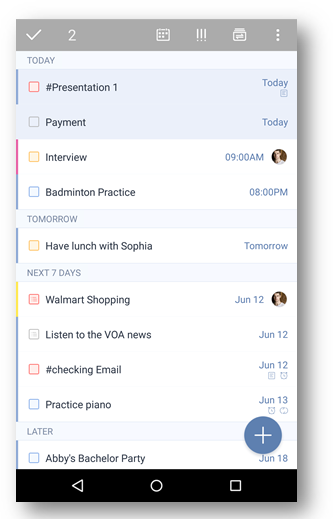 2
TODAY
#Presentation 1 Today
Payment Today
Interview 09:00AM
Badminton Practice 08:00PM
TOMORROW
Have lunch with Sophia Tomorrow
NEXT 7 DAYS
Walmart Shopping Jun 12
Listen to the VOA news Jun 12
#checking Email Jun 12
Practice piano Jun 13
LATER
Abby's Bachelor Party Jun 18